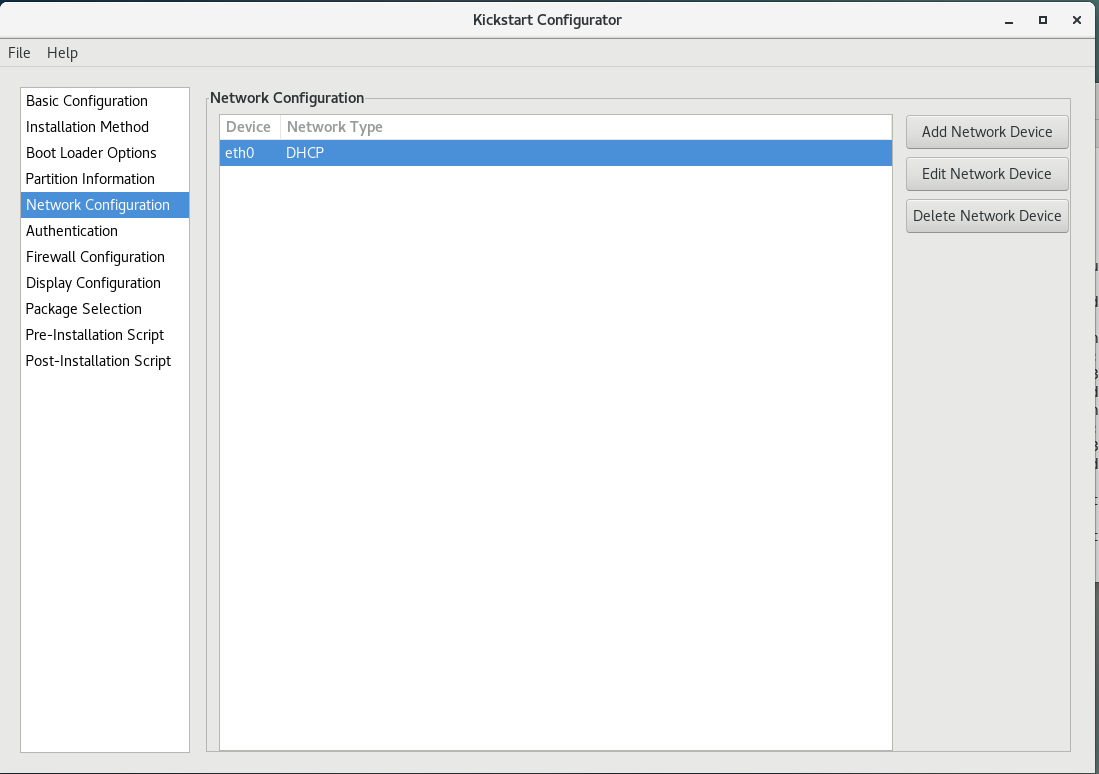 Kickstart Configurator
File Help
Basic Configuration
Installation Method
Boot Loader Options
Partition Information
Network Configuration
Authentication
Firewall Configuration
Display Configuration
Package Selection
Pre-Installation Script
Post-Installation Script
Network Configuration
Device Network Type
eth0 DHCP
Add Network Device
Edit Network Device
Delete Network Device